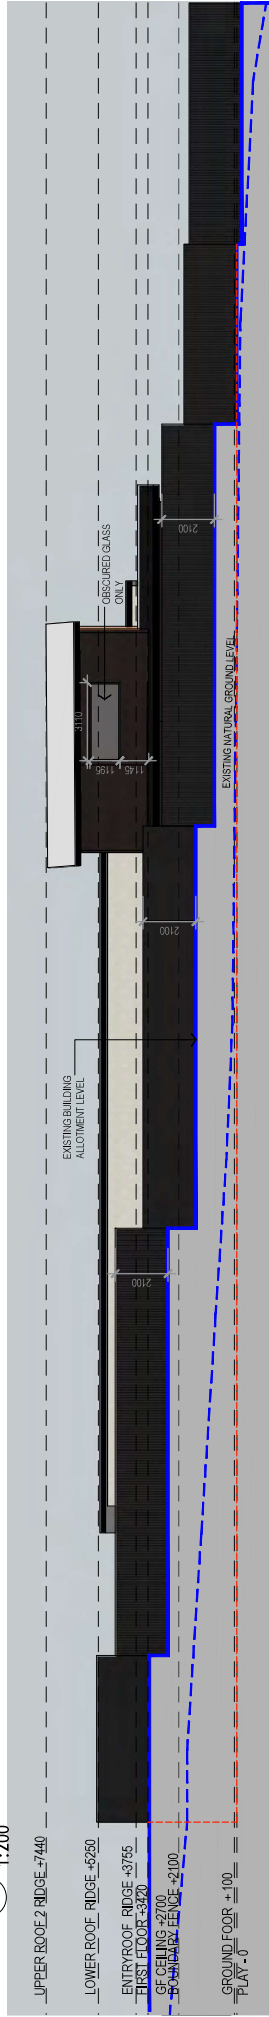 1:200
UPPER ROOF 2 RIDGE +7440
LOWER ROOF RIDGE +5250
ENTRYROOF RIDGE +3755
FIRST FLOOR +3420
GF CEILING +2700
BOUNDARY FENCE +2100
GROUND FOOR +100
PLAY - 0
EXISTING BUILDING
ALLOTMENT LEVEL
2100
2100
3110
1195
1145
OBSCURED GLASS
ONLY
2100
EXISTING NATURAL GROUND LEVEL